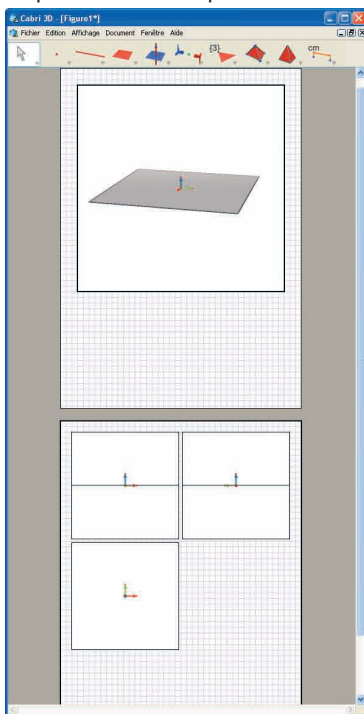 Cabri 3D - [Figure1*]
Fichier Edition Affichage Document Fenêtre Aide
{3} cm